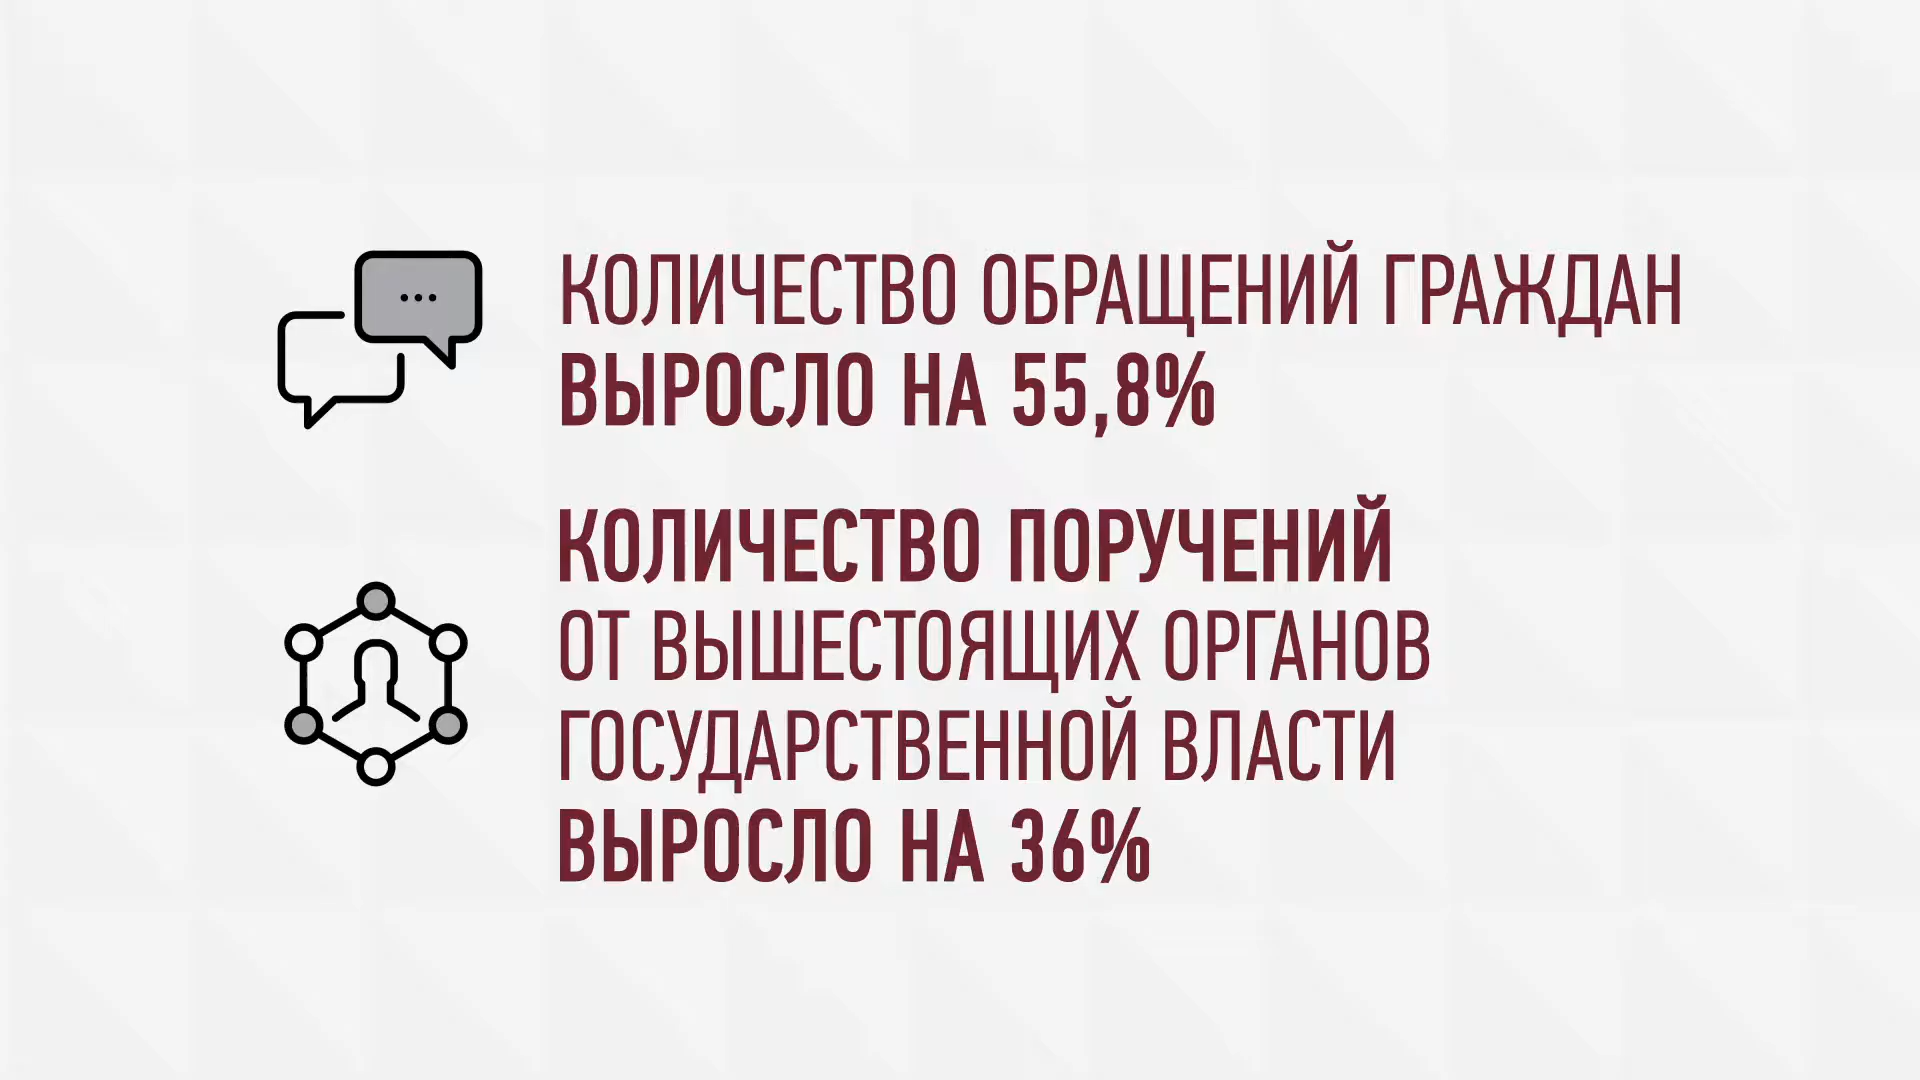 КОЛИЧЕСТВО ОБРАЩЕНИЙ ГРАЖДАН
ВЫРОСЛО НА 55,8%
КОЛИЧЕСТВО ПОРУЧЕНИЙ
ОТ ВЫШЕСТОЯЩИХ ОРГАНОВ
ГОСУДАРСТВЕННОЙ ВЛАСТИ
ВЫРОСЛО НА 36%